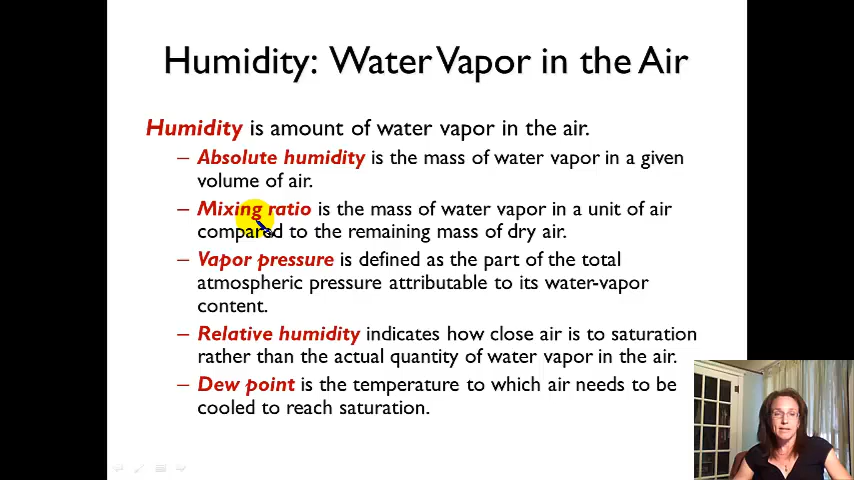 Humidity: Water Vapor in the Air
Humidity is amount of water vapor in the air.
– Absolute humidity is the mass of water vapor in a given
volume of air.
– Mixing ratio is the mass of water vapor in a unit of air
compared to the remaining mass of dry air.
– Vapor pressure is defined as the part of the total
atmospheric pressure attributable to its water-vapor
content.
– Relative humidity indicates how close air is to saturation
rather than the actual quantity of water vapor in the air.
– Dew point is the temperature to which air needs to be
cooled to reach saturation.